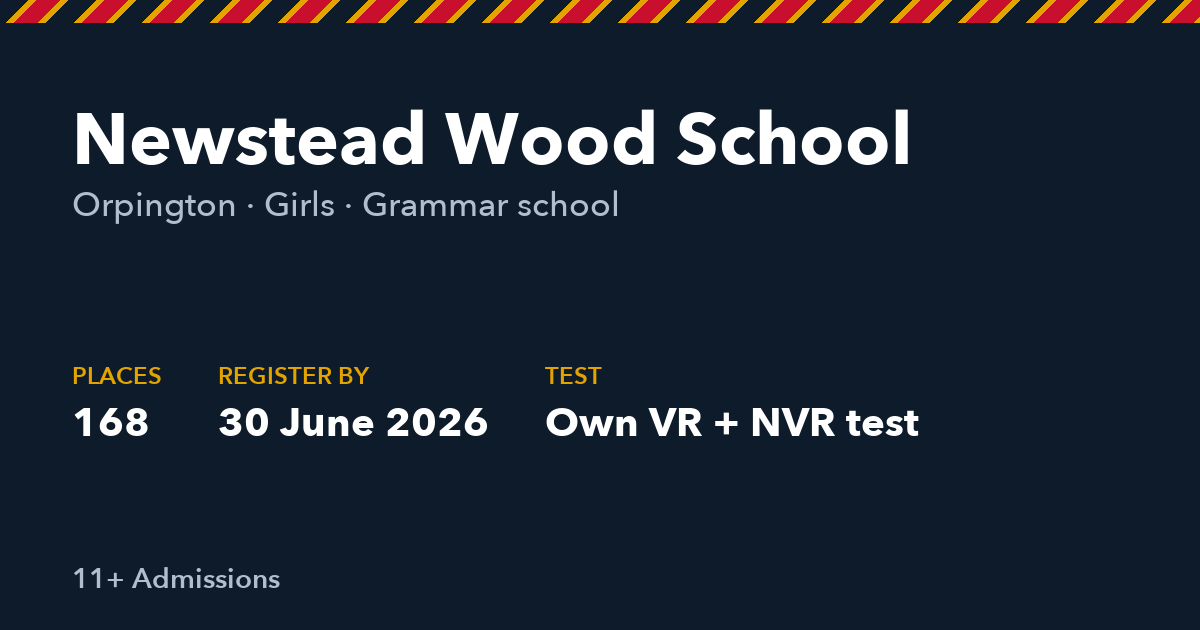 Newstead Wood School
Orpington · Girls · Grammar school
PLACES
168
REGISTER BY
30 June 2026
TEST
Own VR + NVR test
11+ Admissions